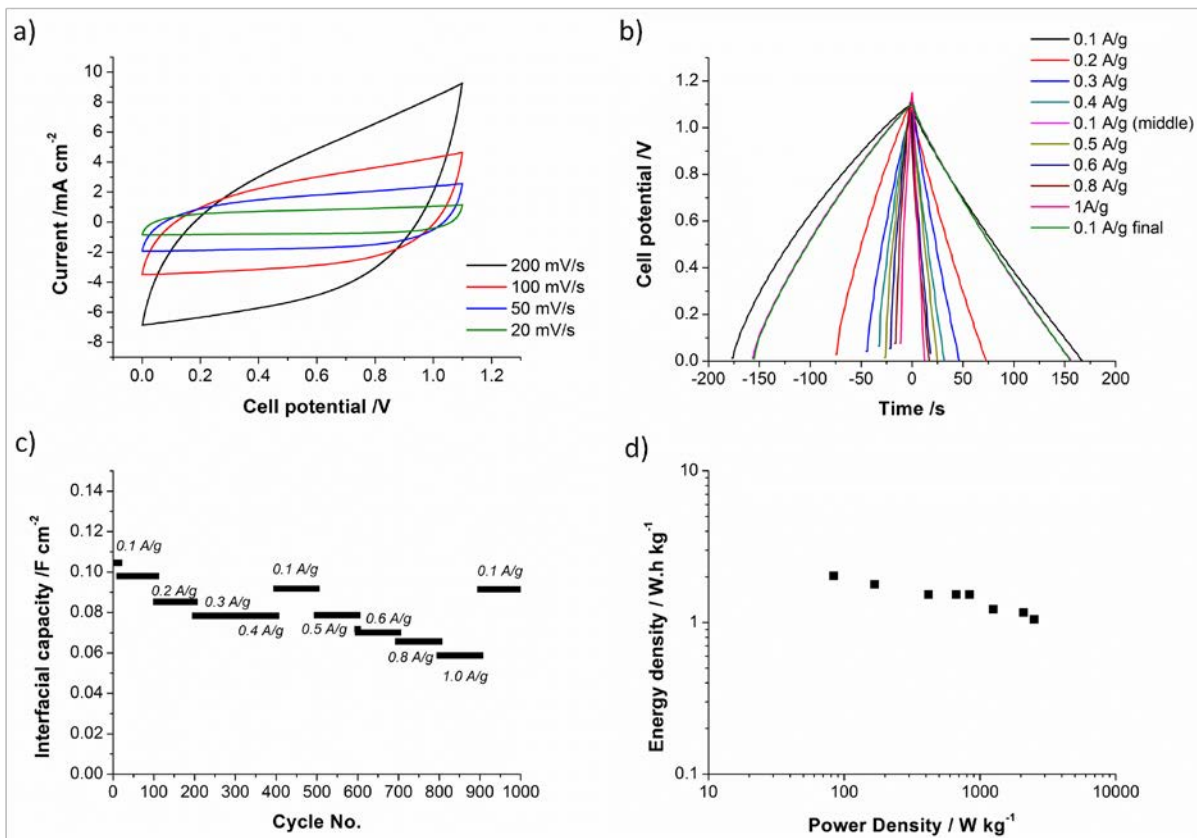 a)
Current /mA cm-2
10
8
6
4
2
0
-2
-4
-6
-8
0.0 0.2 0.4 0.6 0.8 1.0 1.2
Cell potential /V
200 mV/s
100 mV/s
50 mV/s
20 mV/s
b)
Cell potential /V
1.2
1.0
0.8
0.6
0.4
0.2
0.0
-200 -150 -100 -50 0 50 100 150 200
Time /s
0.1 A/g
0.2 A/g
0.3 A/g
0.4 A/g
0.1 A/g (middle)
0.5 A/g
0.6 A/g
0.8 A/g
1A/g
0.1 A/g final
c)
Interfacial capacity /F cm-2
0.14
0.12
0.10
0.08
0.06
0.04
0.02
0.00
0 100 200 300 400 500 600 700 800 900 1000
Cycle No.
0.1 A/g
0.2 A/g
0.3 A/g
0.4 A/g
0.1 A/g
0.5 A/g
0.6 A/g
0.8 A/g
1.0 A/g
0.1 A/g
d)
Energy density / W.h kg-1
10
1
0.1
10 100 1000 10000
Power Density / W kg-1